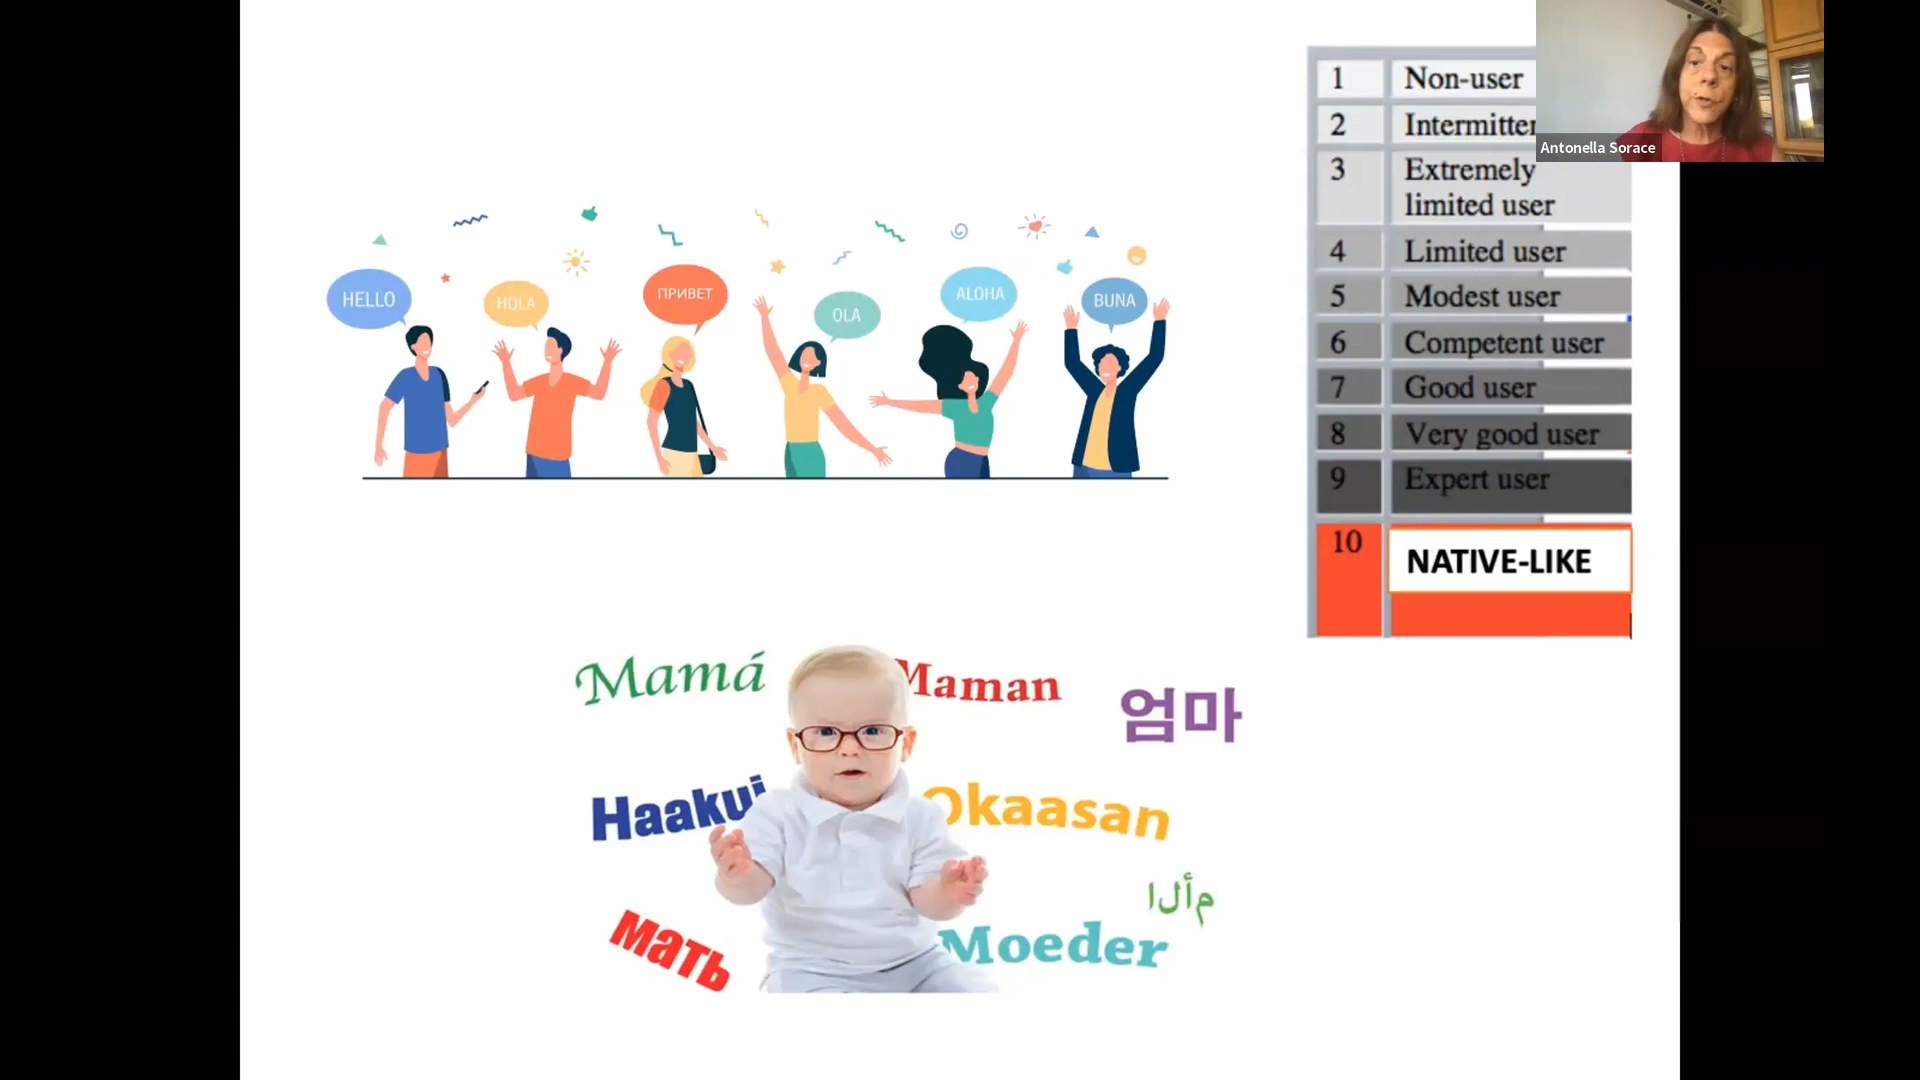 HELLO
HOLA
ПРИВЕТ
OLA
ALOHA
BUNA
1 Non-user
2
3 Extremely
limited user
4 Limited user
5 Modest user
6 Competent user
7 Good user
8 Very good user
9 Expert user
10 NATIVE-LIKE
Antonella Sorace
Mamá
Maman
엄마
Haakui
Okaasan
الأم
мать
Moeder